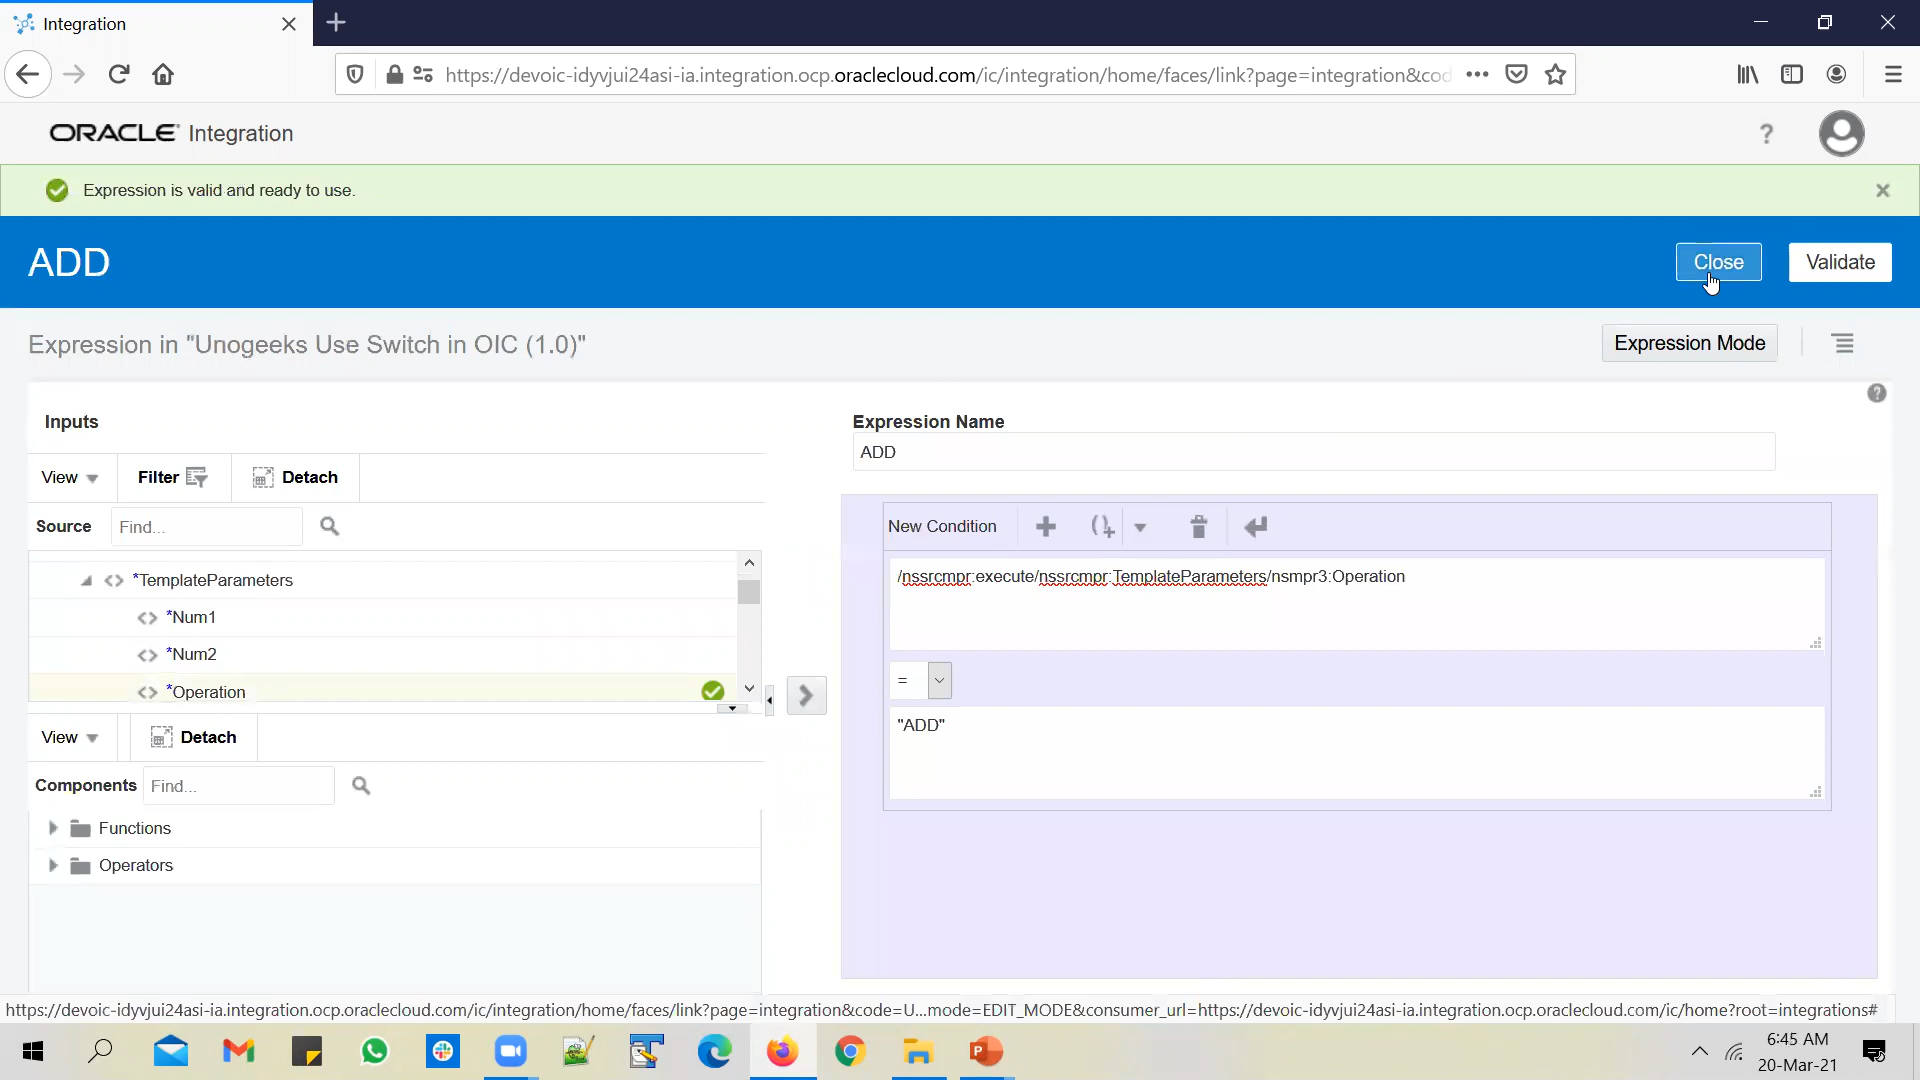 Integration
https://devoic-idyvjui24asi-ia.integration.ocp.oraclecloud.com/ic/integration/home/faces/link?page=integration&cod
ORACLE Integration
?
Expression is valid and ready to use.
ADD
Close
Validate
Expression in "Unogeeks Use Switch in OIC (1.0)"
Expression Mode
Inputs
Expression Name
ADD
View
Filter
Detach
Source
Find...
New Condition
*TemplateParameters
/nssrcmpr:execute/nssrcmpr:TemplateParameters/nsmpr3:Operation
*Num1
*Num2
*Operation
=
"ADD"
View
Detach
Components
Find...
Functions
Operators
https://devoic-idyvjui24asi-ia.integration.ocp.oraclecloud.com/ic/integration/home/faces/link?page=integration&code=U...mode=EDIT_MODE&consumer_url=https://devoic-idyvjui24asi-ia.integration.ocp.oraclecloud.com/ic/home?root=integrations#
6:45 AM
20-Mar-21